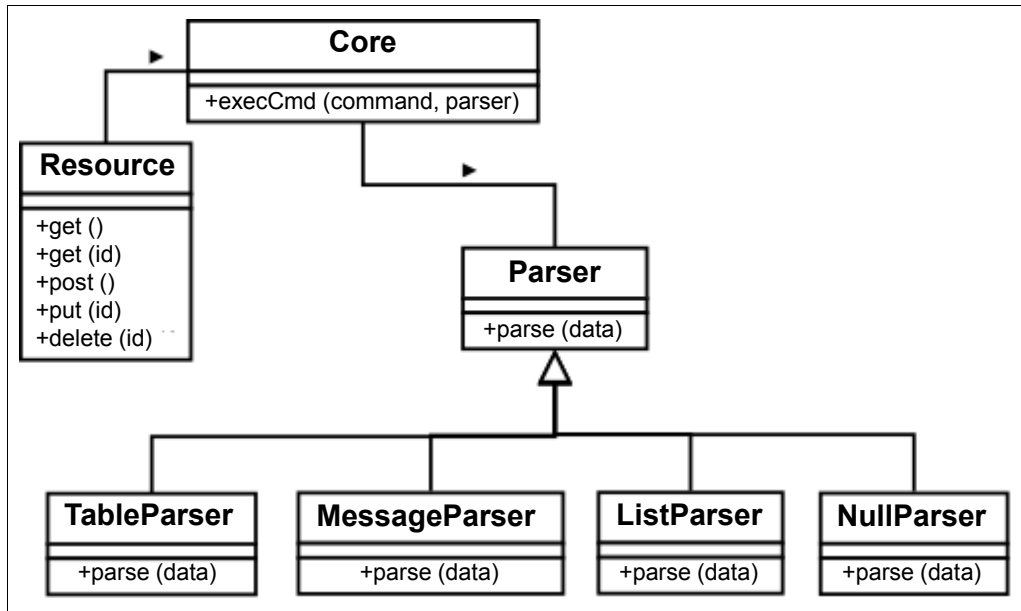 Core
+execCmd (command, parser)
Resource
+get ()
+get (id)
+post ()
+put (id)
+delete (id)
Parser
+parse (data)
TableParser
+parse (data)
MessageParser
+parse (data)
ListParser
+parse (data)
NullParser
+parse (data)